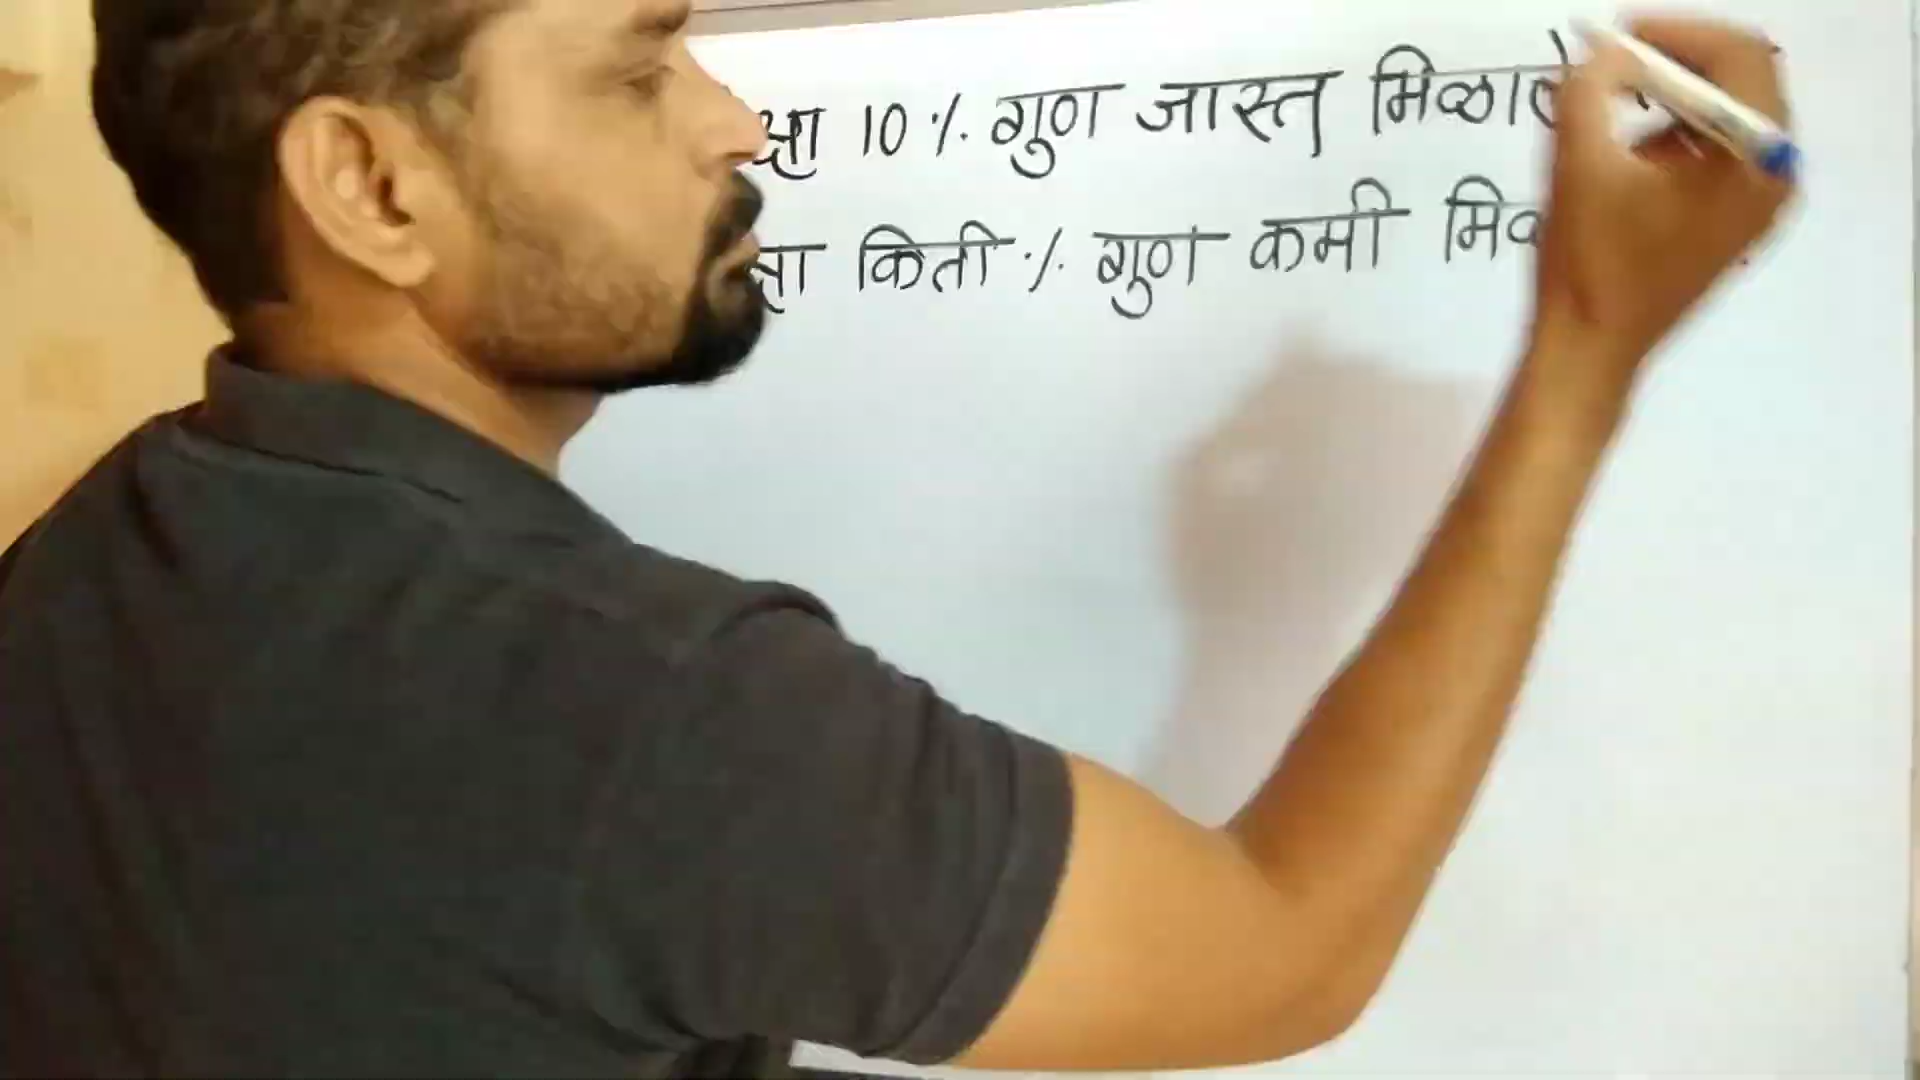 10 % गुण जास्त मिळाले
किती % गुण कमी